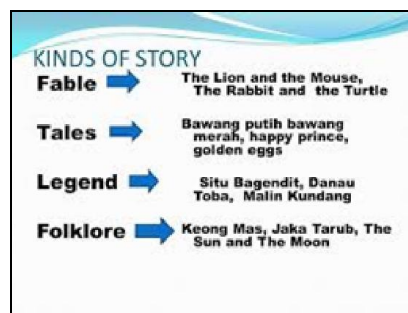 KINDS OF STORY
Fable
The Lion and the Mouse,
The Rabbit and the Turtle
Tales
Bawang putih bawang
merah, happy prince,
golden eggs
Legend
Situ Bagendit, Danau
Toba, Malin Kundang
Folklore
Keong Mas, Jaka Tarub, The
Sun and The Moon